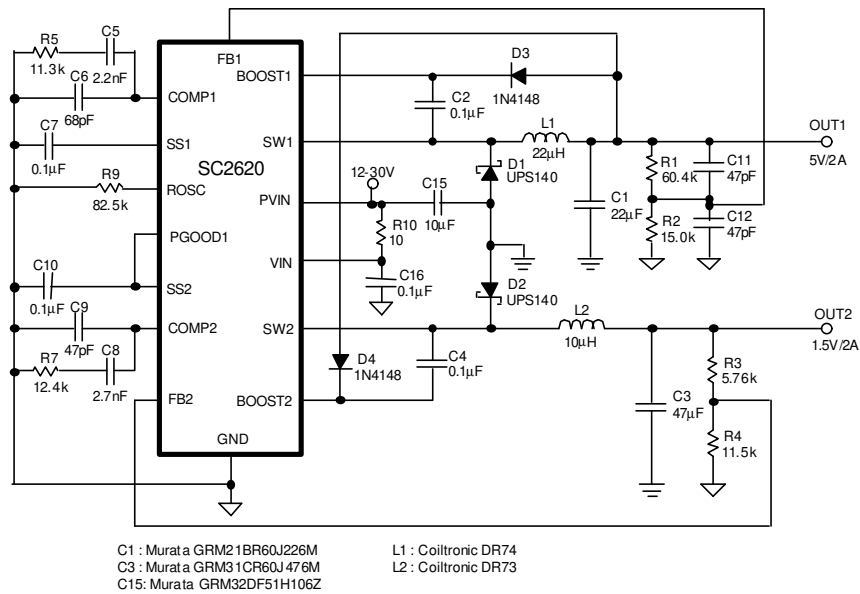 R5
11.3k
C5
2.2nF
C6
68pF
C7
0.1µF
R9
82.5k
C10
0.1µF
C9
47pF
R7
12.4k
C8
2.7nF
FB1
BOOST1
COMP1
SS1
SW1
SC2620
ROSC
PVIN
PGOOD1
VIN
SS2
COMP2
SW2
FB2
BOOST2
GND
D3
1N4148
C2
0.1µF
L1
22µH
OUT1
5V/2A
12-30V
C15
10µF
D1
UPS140
R10
10
C16
0.1µF
C1
22µF
R1
60.4k
C11
47pF
R2
15.0k
C12
47pF
D2
UPS140
L2
10µH
OUT2
1.5V/2A
D4
1N4148
C4
0.1µF
C3
47µF
R3
5.76k
R4
11.5k
C1 : Murata GRM21BR60J226M
C3 : Murata GRM31CR60J476M
C15: Murata GRM32DF51H106Z
L1 : Coiltronic DR74
L2 : Coiltronic DR73